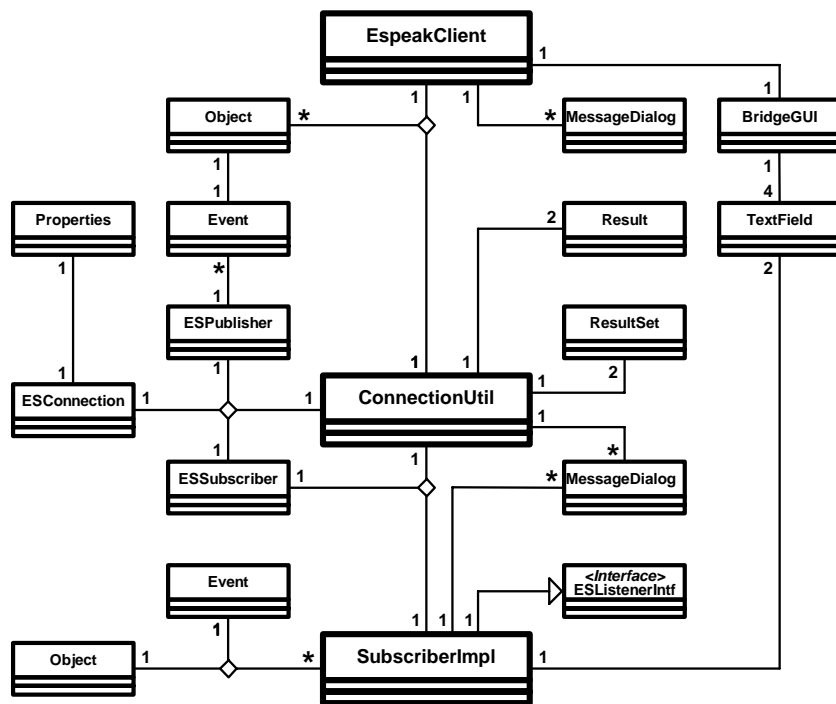 EspeakClient
1
1
1
1
*
*
Object
MessageDialog
BridgeGUI
1
1
1
4
Properties
Event
2
Result
TextField
1
*
2
1
ESPublisher
ResultSet
1
1
1
1
1
2
ESConnection
1
1
ConnectionUtil
1
1
1
*
ESSubscriber
1
*
MessageDialog
Event
<Interface>
ESListenerIntf
1
1
1
1
Object
1
*
SubscriberImpl
1